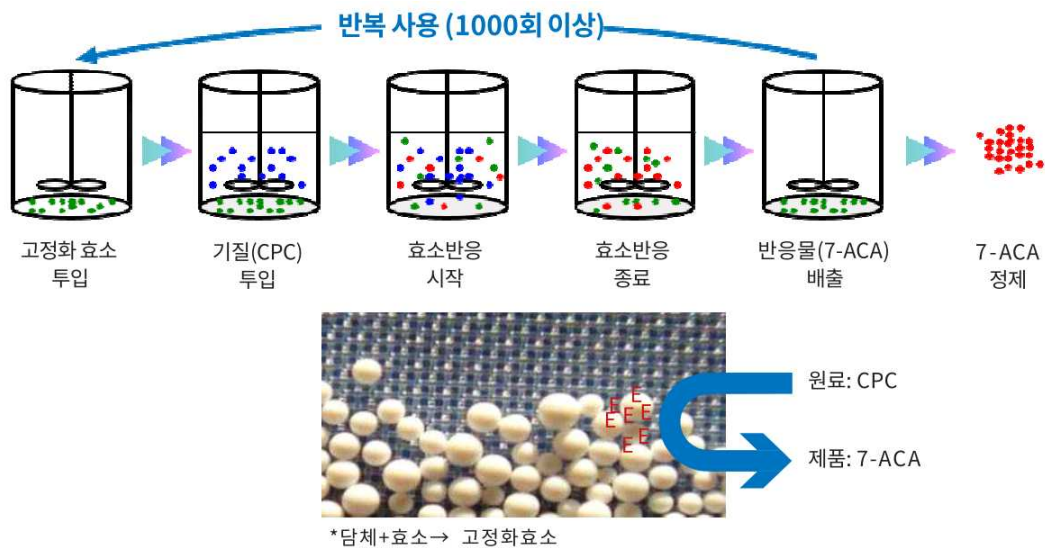 반복 사용 (1000회 이상)
고정화 효소
투입
기질(CPC)
투입
효소반응
시작
효소반응
종료
반응물(7-ACA)
배출
7-ACA
정제
E
E
E
E
E
E
E
원료: CPC
제품: 7-ACA
*담체+효소→ 고정화효소